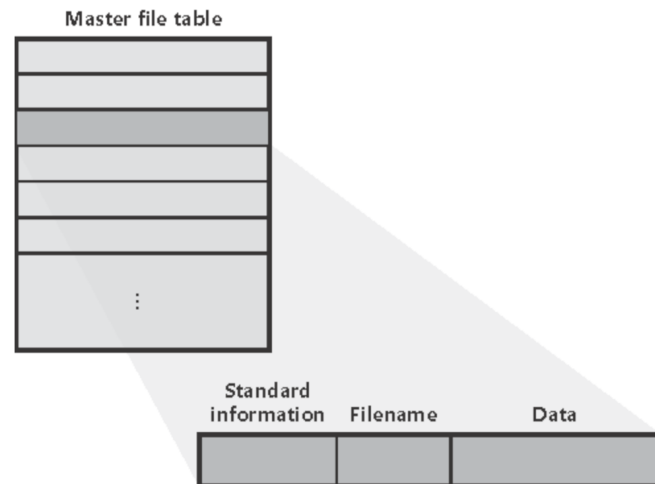 Master file table
⋮
Standard
information Filename Data